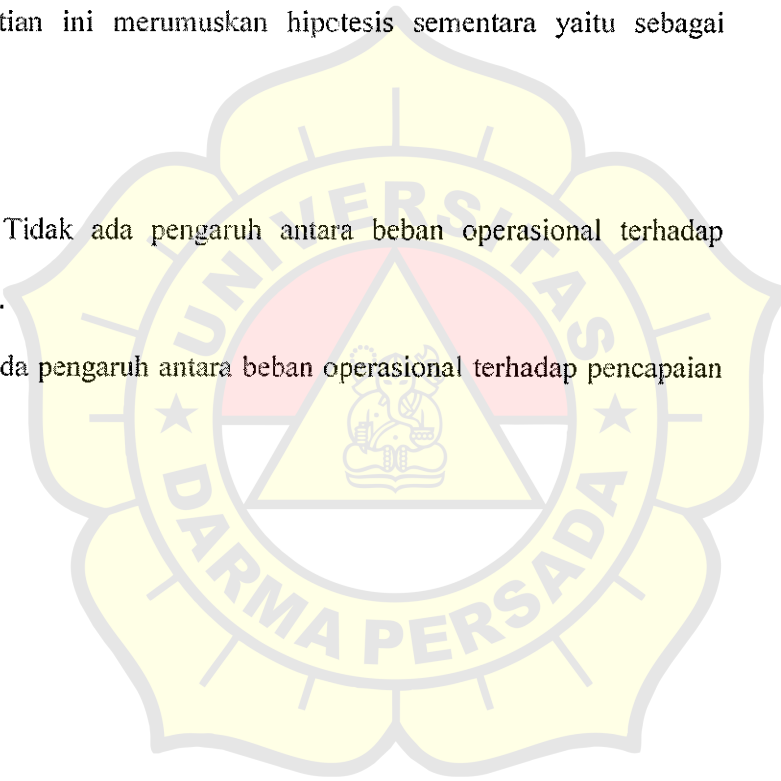 tian ini merumuskan hipotesis sementara yaitu sebagai
Tidak ada pengaruh antara beban operasional terhadap
.
da pengaruh antara beban operasional terhadap pencapaian
UNIVERSITAS
DARMA PERSADA